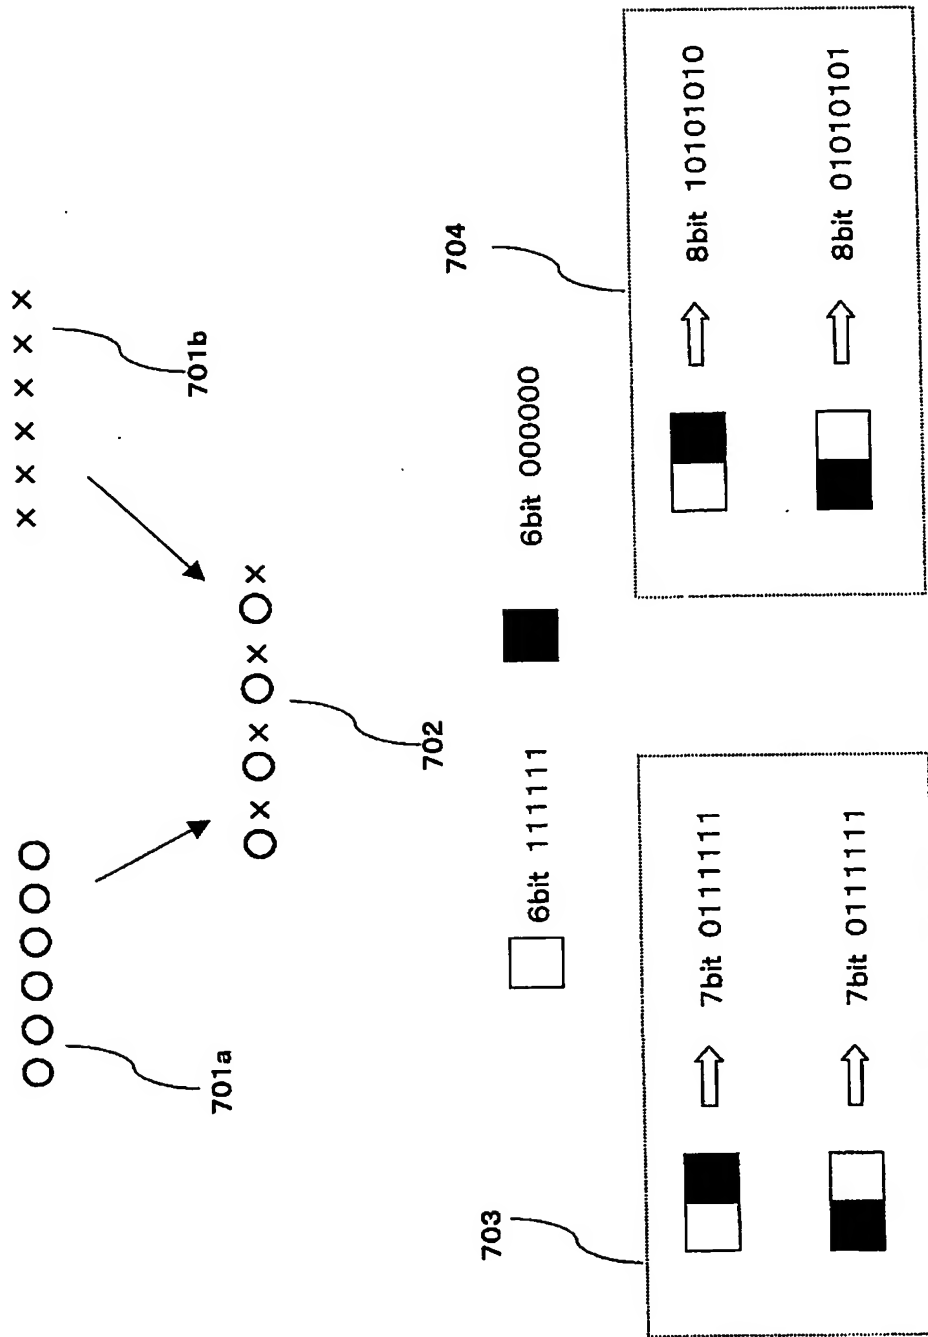 OOOOOO
××××××
701a
701b
O×O×O×O×
702
704
703
6bit 111111
6bit 000000
7bit 0111111
7bit 0111111
8bit 10101010
8bit 01010101